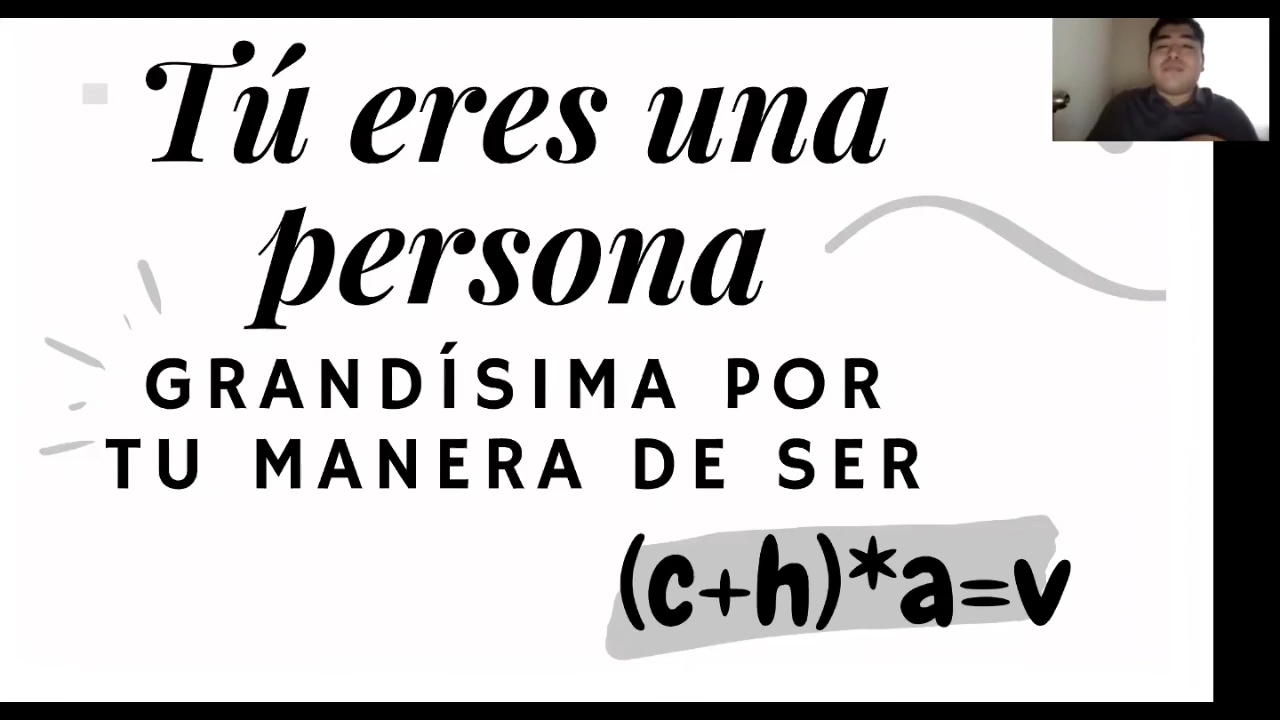 Tú eres una
persona
GRANDÍSIMA POR
TU MANERA DE SER
(c+h)*a=v